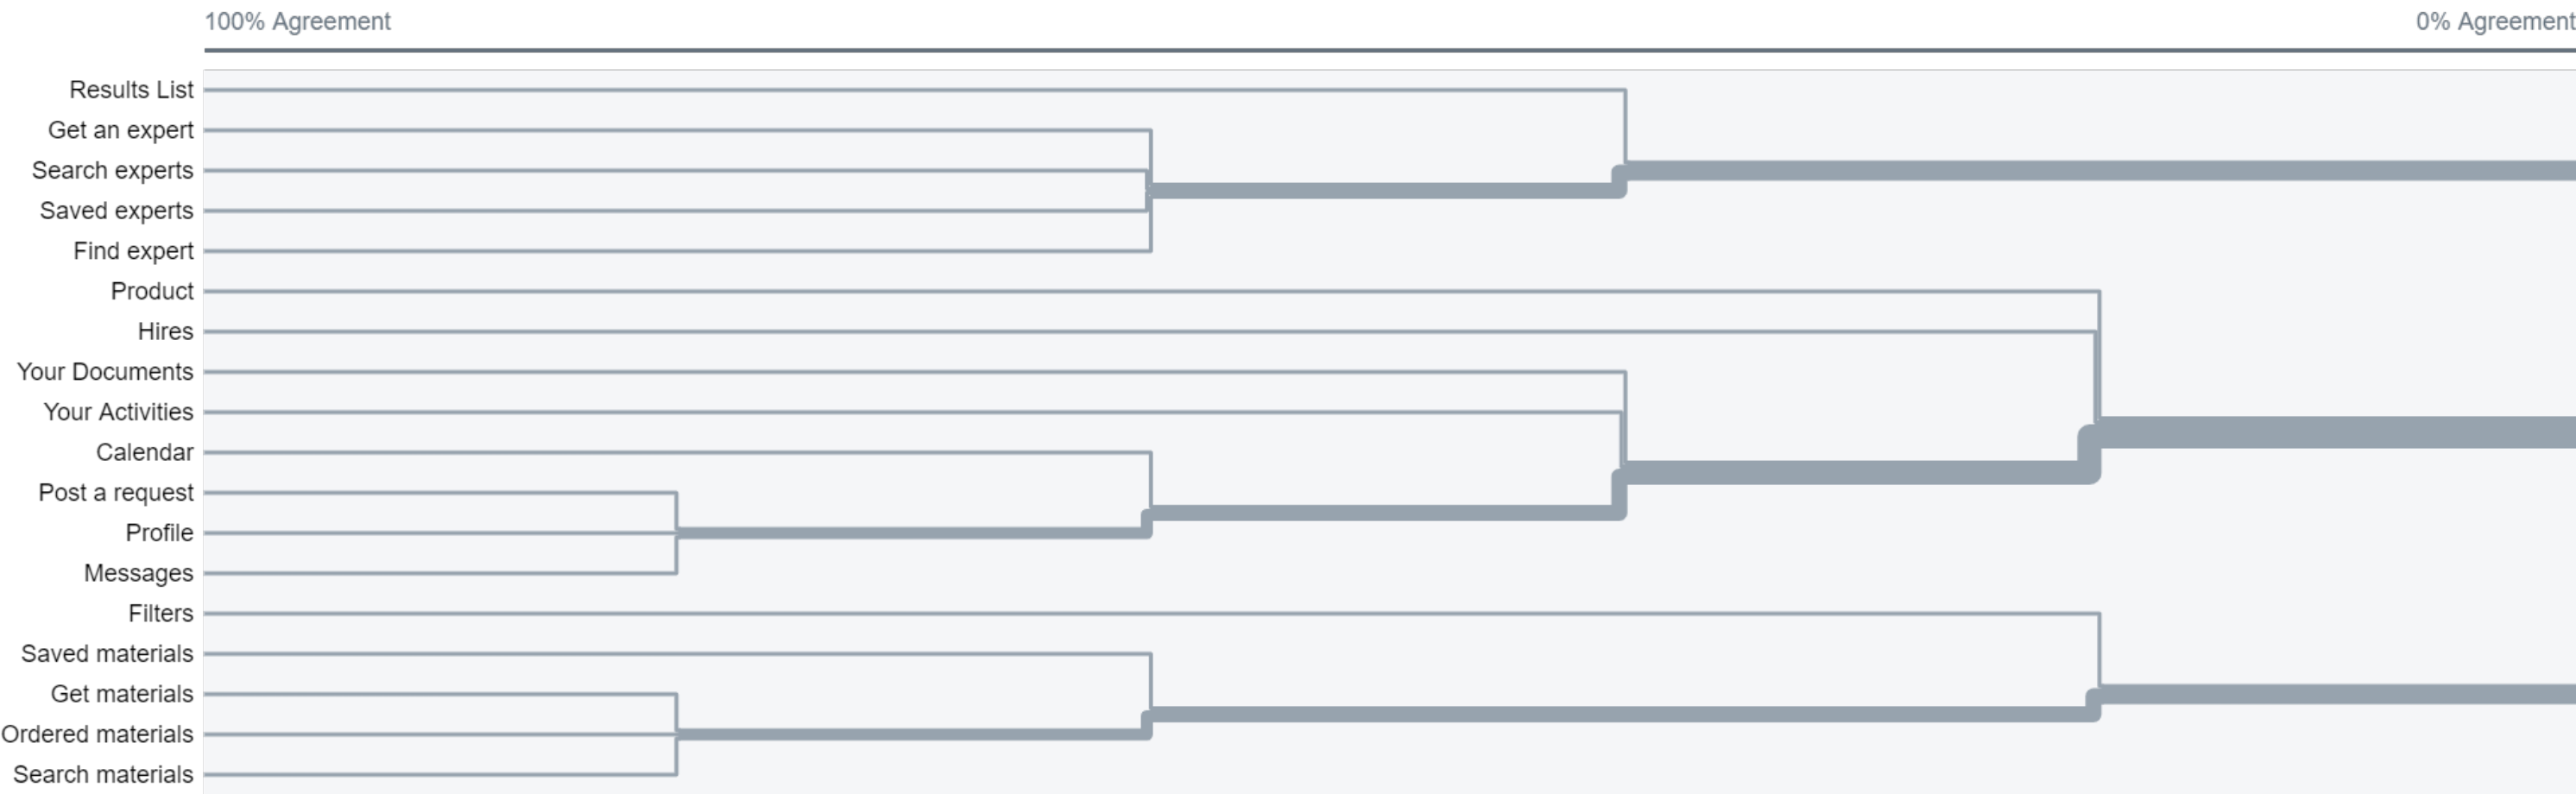 100% Agreement 0% Agreement
Results List
Get an expert
Search experts
Saved experts
Find expert
Product
Hires
Your Documents
Your Activities
Calendar
Post a request
Profile
Messages
Filters
Saved materials
Get materials
Ordered materials
Search materials